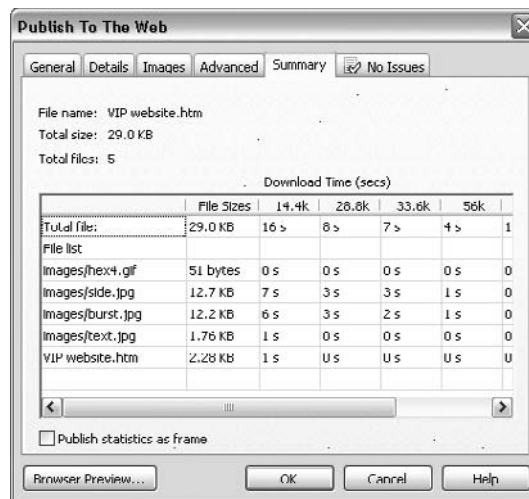 Publish To The Web
General Details Images Advanced Summary No Issues
File name: VIP website.htm
Total size: 29.0 KB
Total files: 5
Download Time (secs)
File Sizes 14.4k 28.8k 33.6k 56k
Total file: 29.0 KB 16 s 8 s 7 s 4 s 1
File list
images/hex4.gif 51 bytes 0 s 0 s 0 s 0 s 0
images/side.jpg 12.7 KB 7 s 3 s 3 s 1 s 0
images/burst.jpg 12.2 KB 6 s 3 s 2 s 1 s 0
images/text.jpg 1.76 KB 1 s 0 s 0 s 0 s 0
VIP website.htm 2.28 KB 1 s 0 s 0 s 0 s 0
Publish statistics as frame
Browser Preview... OK Cancel Help